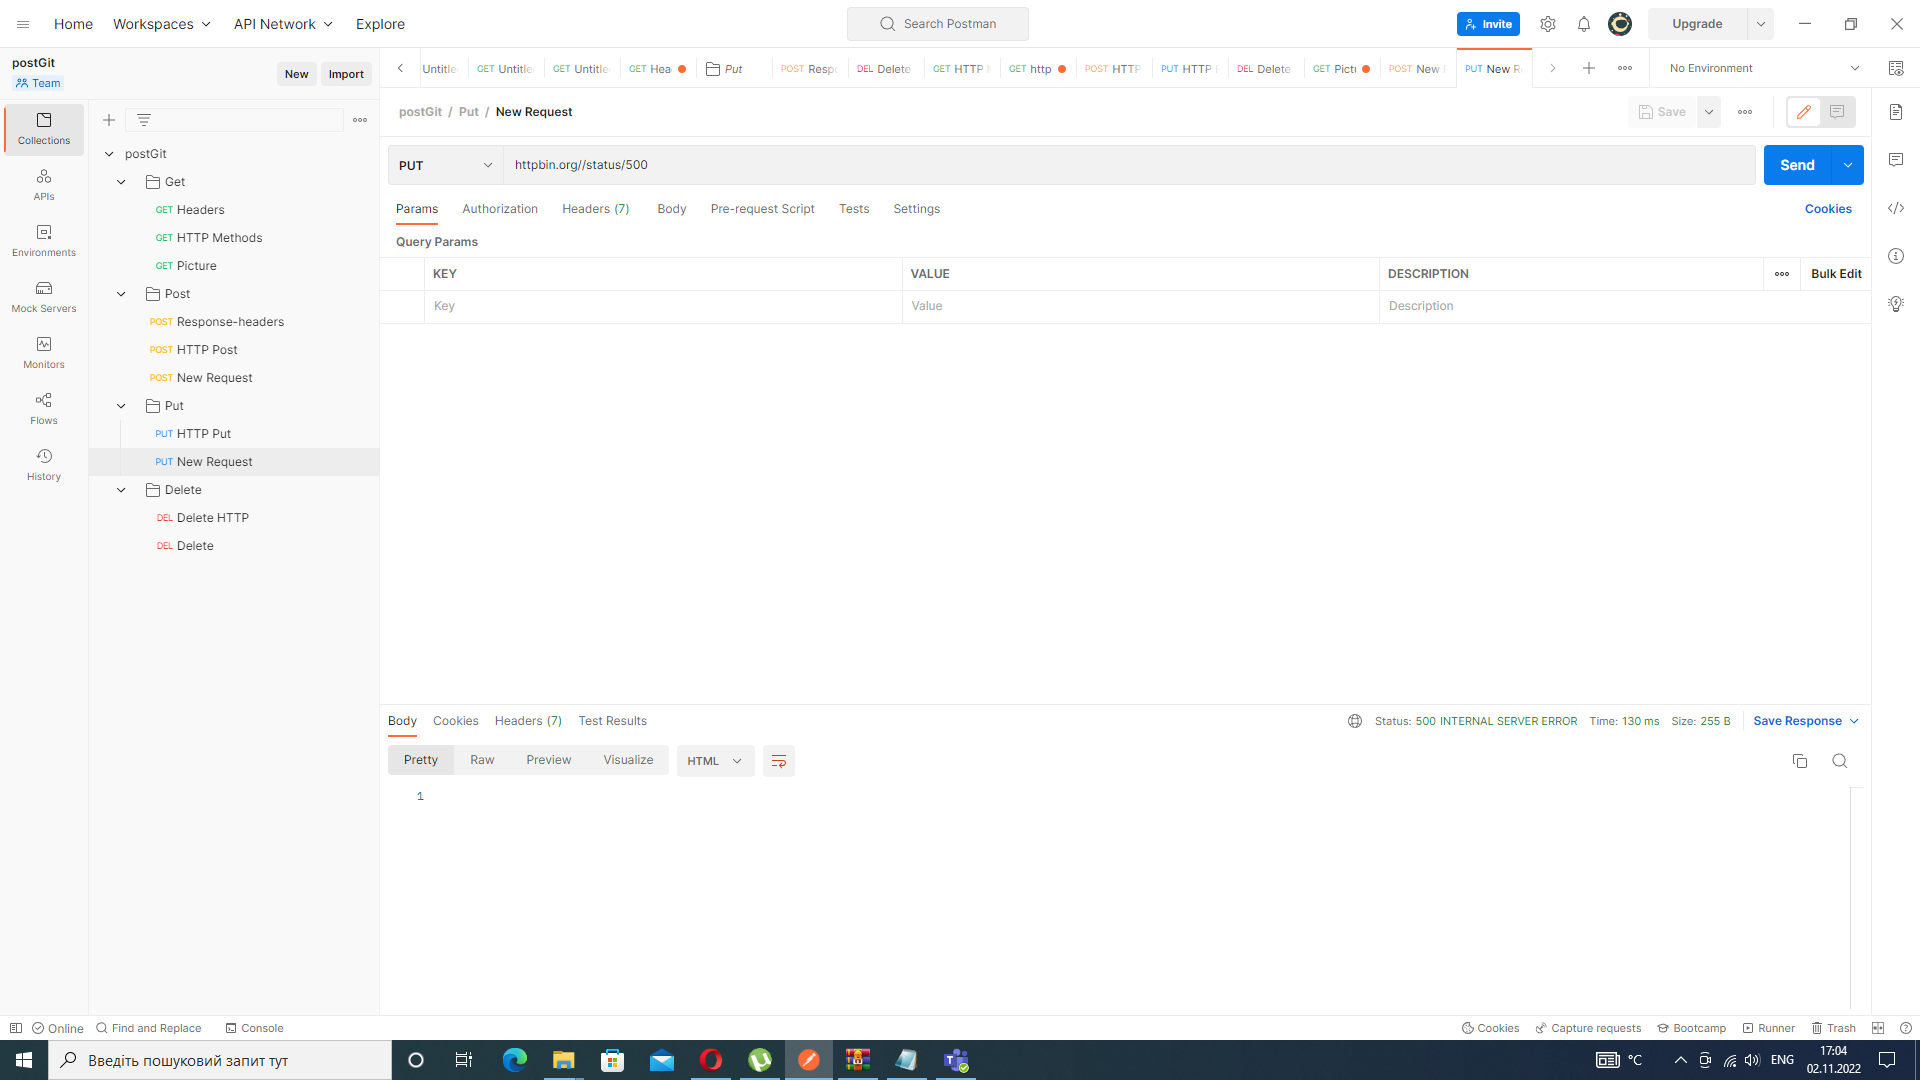 Home Workspaces API Network Explore Search Postman Invite Upgrade
postGit
Team
New Import
Untitle GET Untitle GET Untitle GET Hea Put POST Resp DEL Delete GET HTTP GET http POST HTTP PUT HTTP DEL Delete GET Pict POST New PUT New R No Environment
postGit / Put / New Request Save
PUT httpbin.org//status/500 Send
Params Authorization Headers (7) Body Pre-request Script Tests Settings Cookies
Query Params
KEY VALUE DESCRIPTION Bulk Edit
Key Value Description
Collections
APIs
Environments
Mock Servers
Monitors
Flows
History
postGit
Get
GET Headers
GET HTTP Methods
GET Picture
Post
POST Response-headers
POST HTTP Post
POST New Request
Put
PUT HTTP Put
PUT New Request
Delete
DEL Delete HTTP
DEL Delete
Body Cookies Headers (7) Test Results Status: 500 INTERNAL SERVER ERROR Time: 130 ms Size: 255 B Save Response
Pretty Raw Preview Visualize HTML
1
Online Find and Replace Console Cookies Capture requests Bootcamp Runner Trash
Введіть пошуковий запит тут
°C ENG 17:04
02.11.2022